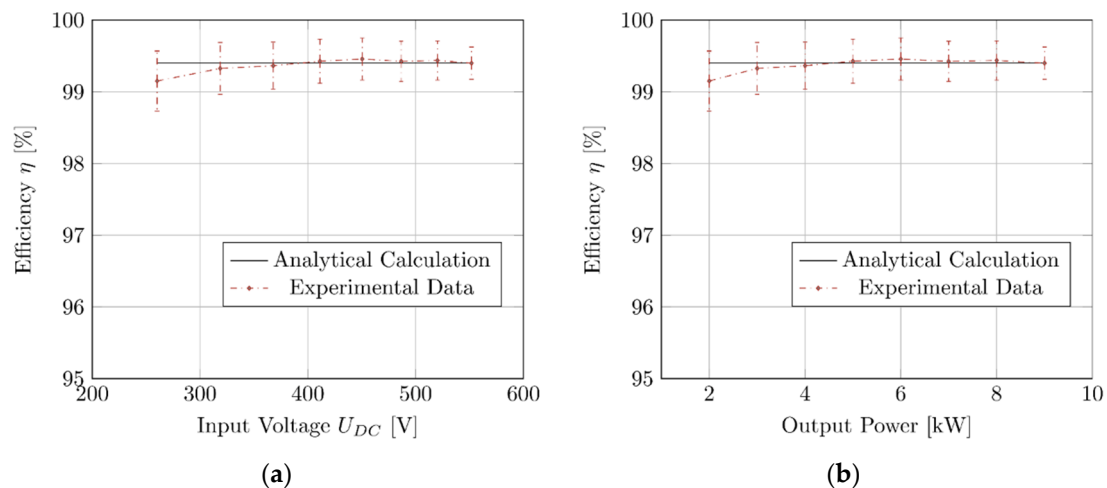 100
99
98
97
96
95
Efficiency η [%]
Analytical Calculation
Experimental Data
200 300 400 500 600
Input Voltage U_DC [V]
(a)
100
99
98
97
96
95
Efficiency η [%]
Analytical Calculation
Experimental Data
2 4 6 8 10
Output Power [kW]
(b)